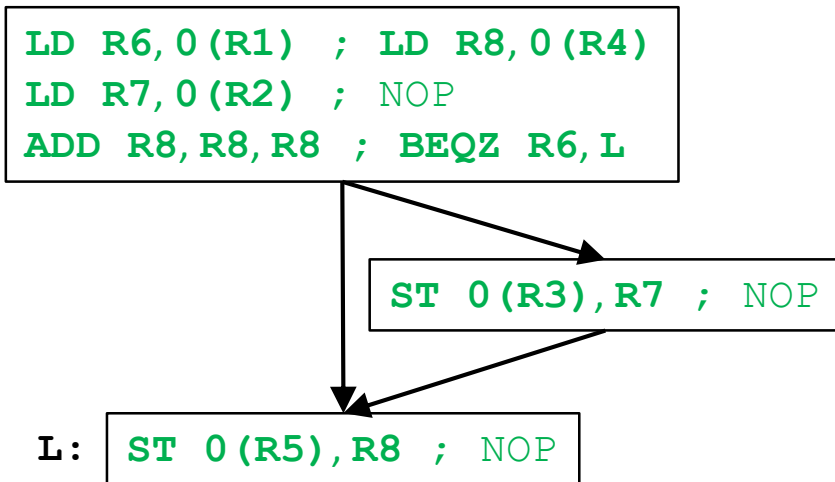 LD R6,0(R1) ; LD R8,0(R4)
LD R7,0(R2) ; NOP
ADD R8,R8,R8 ; BEQZ R6,L
ST 0(R3),R7 ; NOP
L: ST 0(R5),R8 ; NOP